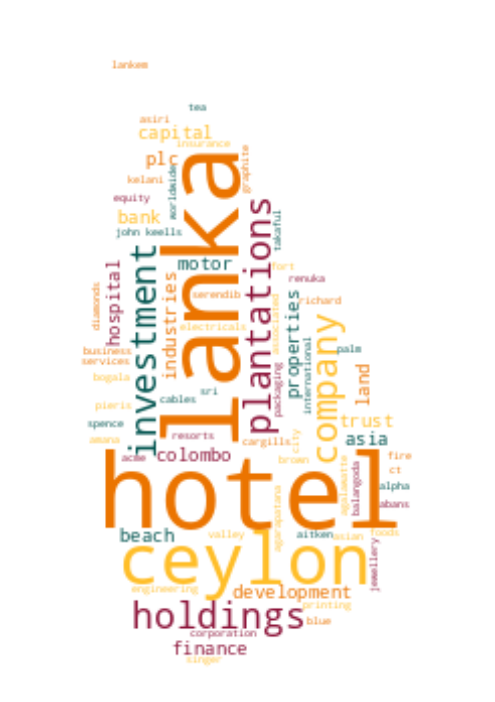 lankem
tea
asiri
capital
insurance
plc
graphite
kelani
worldwide
equity
lanka
plantations
bank
takaful
john keells
investment
motor
fort
hospital
renuka
industries
serendib
properties
richard
diamonds
associated
company
electricals
international
business
palm
services
packaging
land
bogala
sri
cables
pieris
trust
spence
resorts
asia
amana
cargills
city
colombo
acme
brown
fire
hotel
ct
agalawatte
balangoda
alpha
agarapatana
abans
beach
valley
aitken
asian
foods
ceylon
jewellery
engineering
development
printing
holdings
blue
corporation
finance
singer